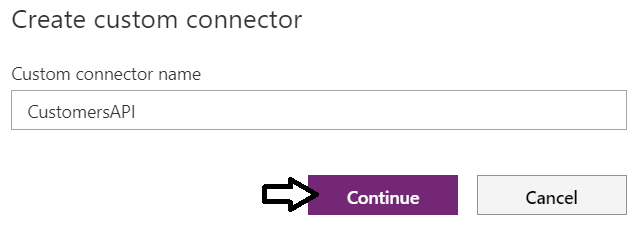 Create custom connector
Custom connector name
CustomersAPI
Continue
Cancel